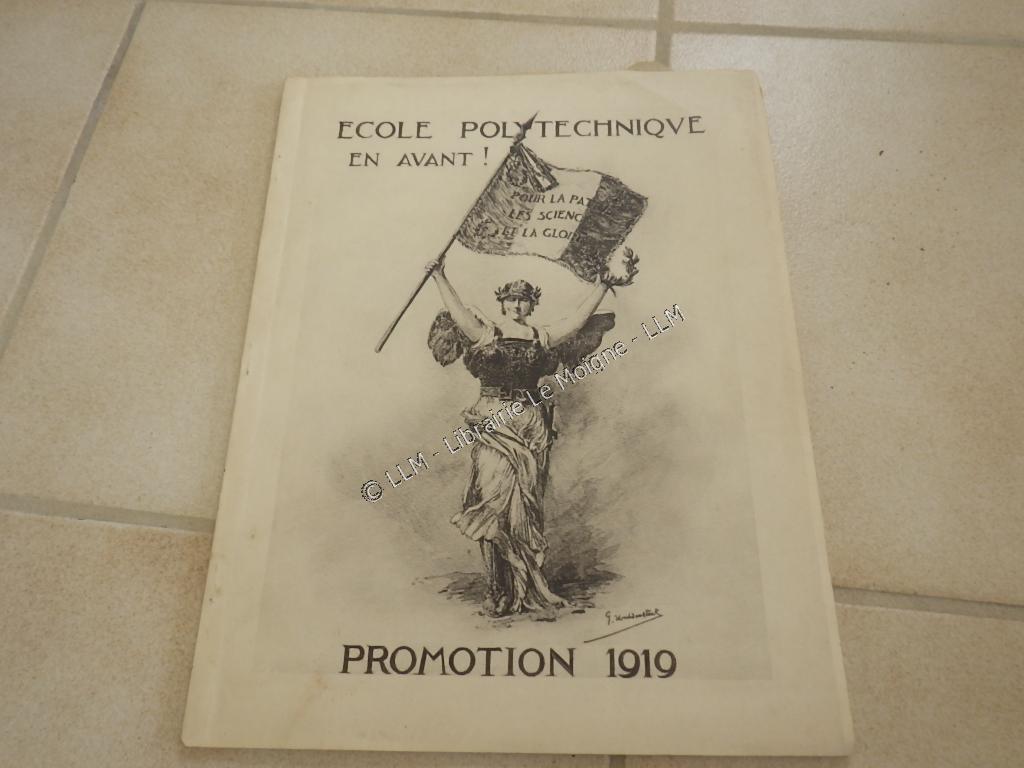 ECOLE POLYTECHNIQVE
EN AVANT !
POUR LA PAT
LES SCIENC
ET LA GLOI
© LLM - Librairie Le Moigne - LLM
PROMOTION 1919